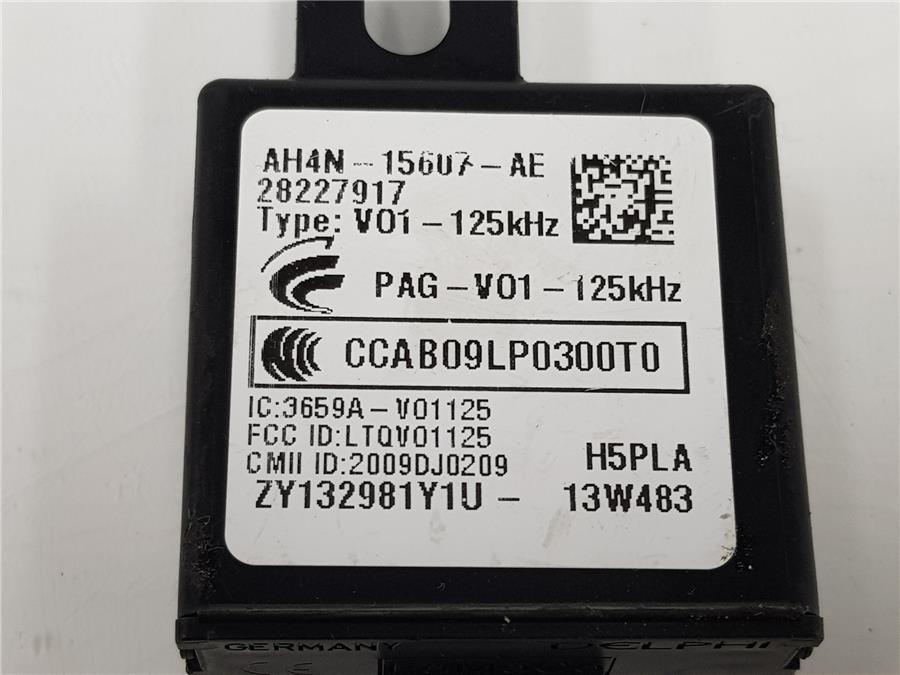 AH4N-15607-AE
28227917
Type: V01-125kHz
PAG-V01-125kHz
CCAB09LP0300T0
IC:3659A-V01125
FCC ID:LTQV01125
CMII ID:2009DJ0209
H5PLA
ZY132981Y1U- 13W483
GERMANY DELPHI
CE